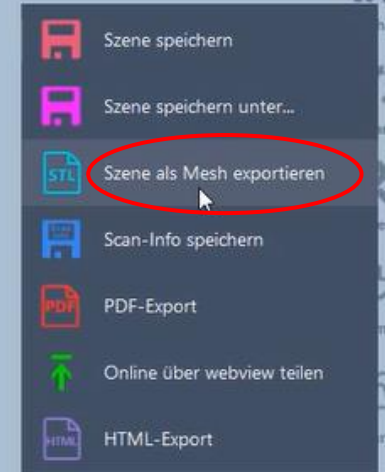 Szene speichern
Szene speichern unter...
STL
Szene als Mesh exportieren
Scan-Info speichern
PDF
PDF-Export
Online über webview teilen
HTML
HTML-Export